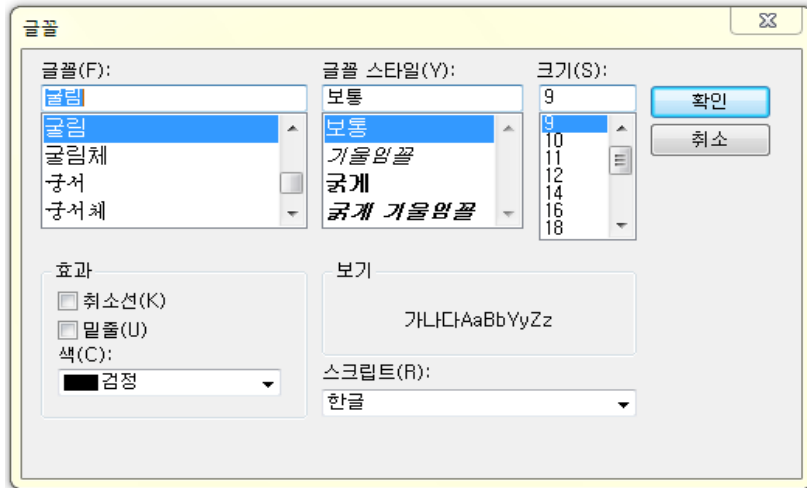 글꼴
글꼴(F):
굴림
굴림
굴림체
궁서
궁서체
글꼴 스타일(Y):
보통
보통
기울임꼴
굵게
굵게 기울임꼴
크기(S):
9
9
10
11
12
14
16
18
확인
취소
효과
취소선(K)
밑줄(U)
색(C):
검정
보기
가나다AaBbYyZz
스크립트(R):
한글